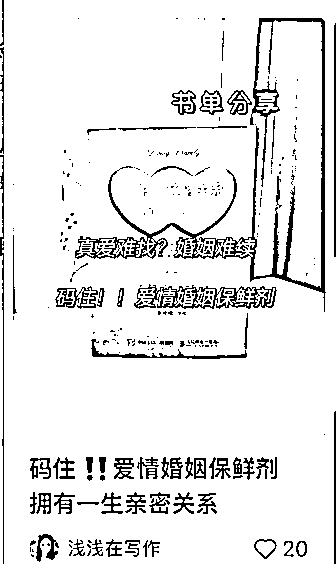 书单分享
真爱难找？婚姻难续
码住！！爱情婚姻保鲜剂
码住‼️爱情婚姻保鲜剂
拥有一生亲密关系
浅浅在写作
20